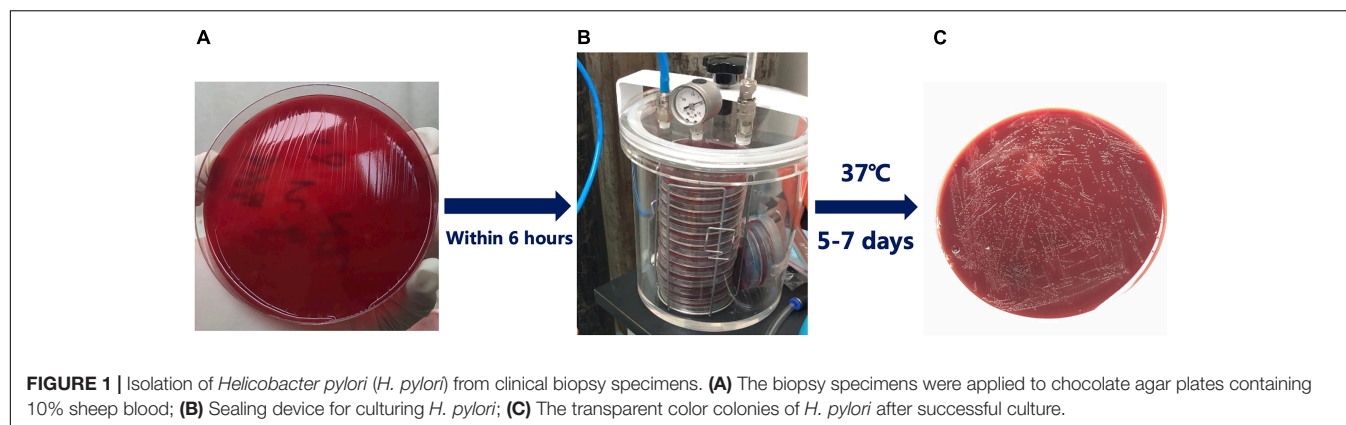 A
B
C
Within 6 hours
37℃
5-7 days
FIGURE 1 | Isolation of Helicobacter pylori (H. pylori) from clinical biopsy specimens. (A) The biopsy specimens were applied to chocolate agar plates containing
10% sheep blood; (B) Sealing device for culturing H. pylori; (C) The transparent color colonies of H. pylori after successful culture.